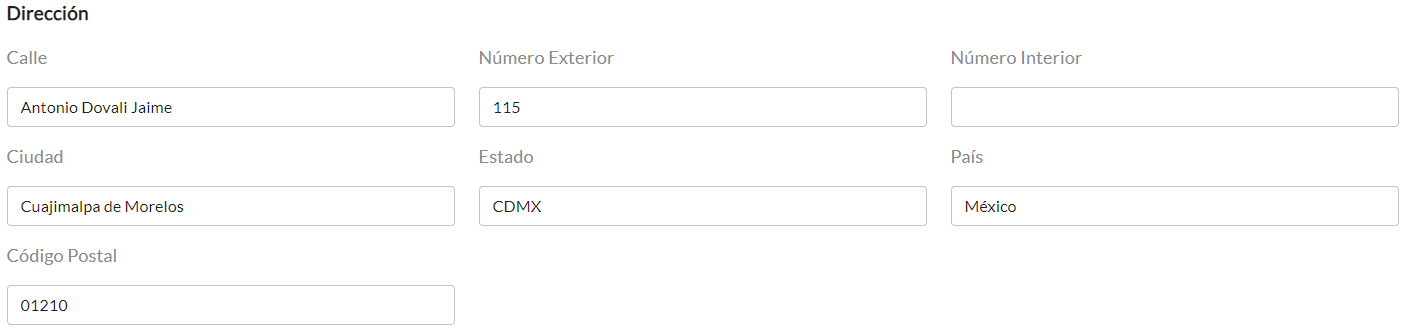 Dirección
Calle
Número Exterior
Número Interior
Antonio Dovali Jaime
115
Ciudad
Estado
País
Cuajimalpa de Morelos
CDMX
México
Código Postal
01210